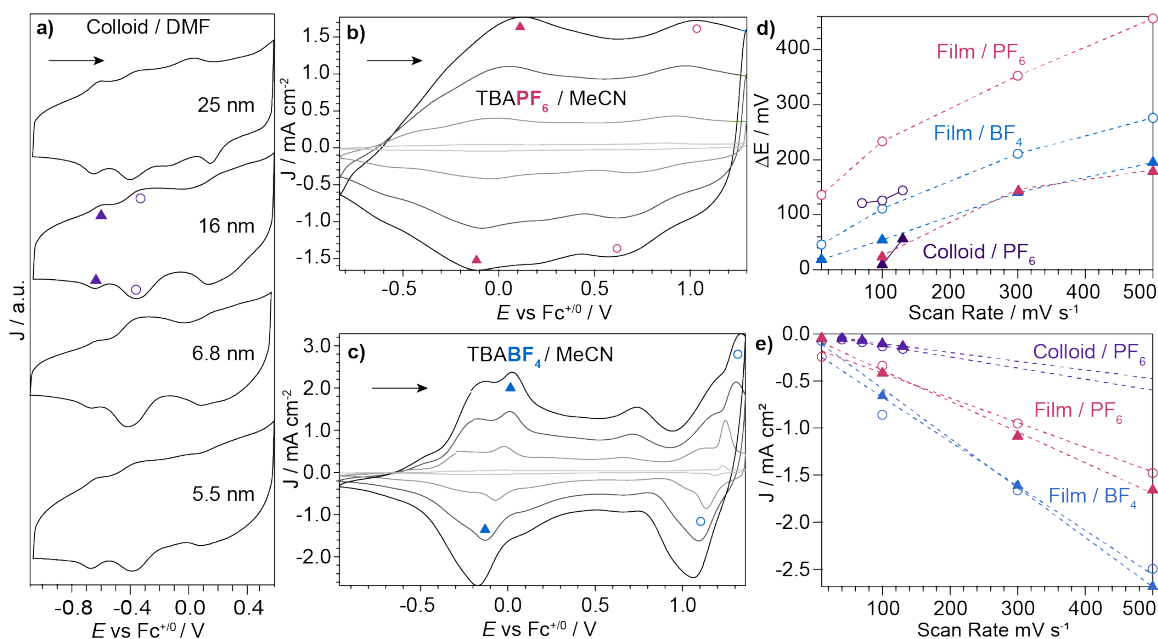 a)
Colloid / DMF
25 nm
16 nm
6.8 nm
5.5 nm
J / a.u.
-0.8 -0.4 0.0 0.4
E vs Fc⁺ᐟ⁰ / V
b)
TBAPF₆ / MeCN
J / mA cm⁻²
1.5
1.0
0.5
0.0
-0.5
-1.0
-1.5
-0.5 0.0 0.5 1.0
E vs Fc⁺ᐟ⁰ / V
c)
TBABF₄ / MeCN
J / mA cm⁻²
3.0
2.0
1.0
0.0
-1.0
-2.0
-0.5 0.0 0.5 1.0
E vs Fc⁺ᐟ⁰ / V
d)
Film / PF₆
Film / BF₄
Colloid / PF₆
ΔE / mV
400
300
200
100
0
100 200 300 400 500
Scan Rate / mV s⁻¹
e)
Colloid / PF₆
Film / PF₆
Film / BF₄
J / mA cm²
0.0
-0.5
-1.0
-1.5
-2.0
-2.5
100 200 300 400 500
Scan Rate mV s⁻¹